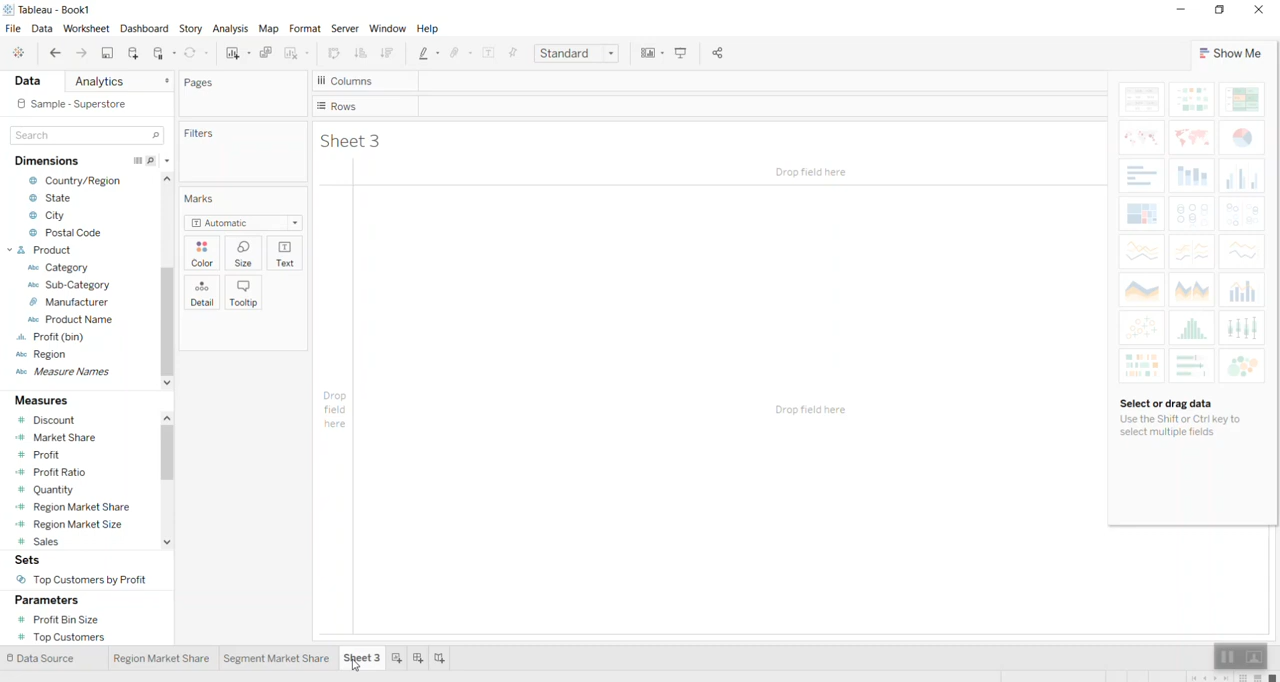 Tableau - Book1
File Data Worksheet Dashboard Story Analysis Map Format Server Window Help
Standard
Show Me
Data Analytics
Sample - Superstore
Search
Dimensions
Country/Region
State
City
Postal Code
Product
Abc Category
Abc Sub-Category
Manufacturer
Abc Product Name
Profit (bin)
Abc Region
Abc Measure Names
Measures
# Discount
=# Market Share
# Profit
=# Profit Ratio
# Quantity
=# Region Market Share
=# Region Market Size
# Sales
Sets
Top Customers by Profit
Parameters
# Profit Bin Size
# Top Customers
Pages
Filters
Marks
Automatic
Color Size Text
Detail Tooltip
Columns
Rows
Sheet 3
Drop field here
Drop
field
here
Drop field here
Select or drag data
Use the Shift or Ctrl key to
select multiple fields
Data Source Region Market Share Segment Market Share Sheet 3